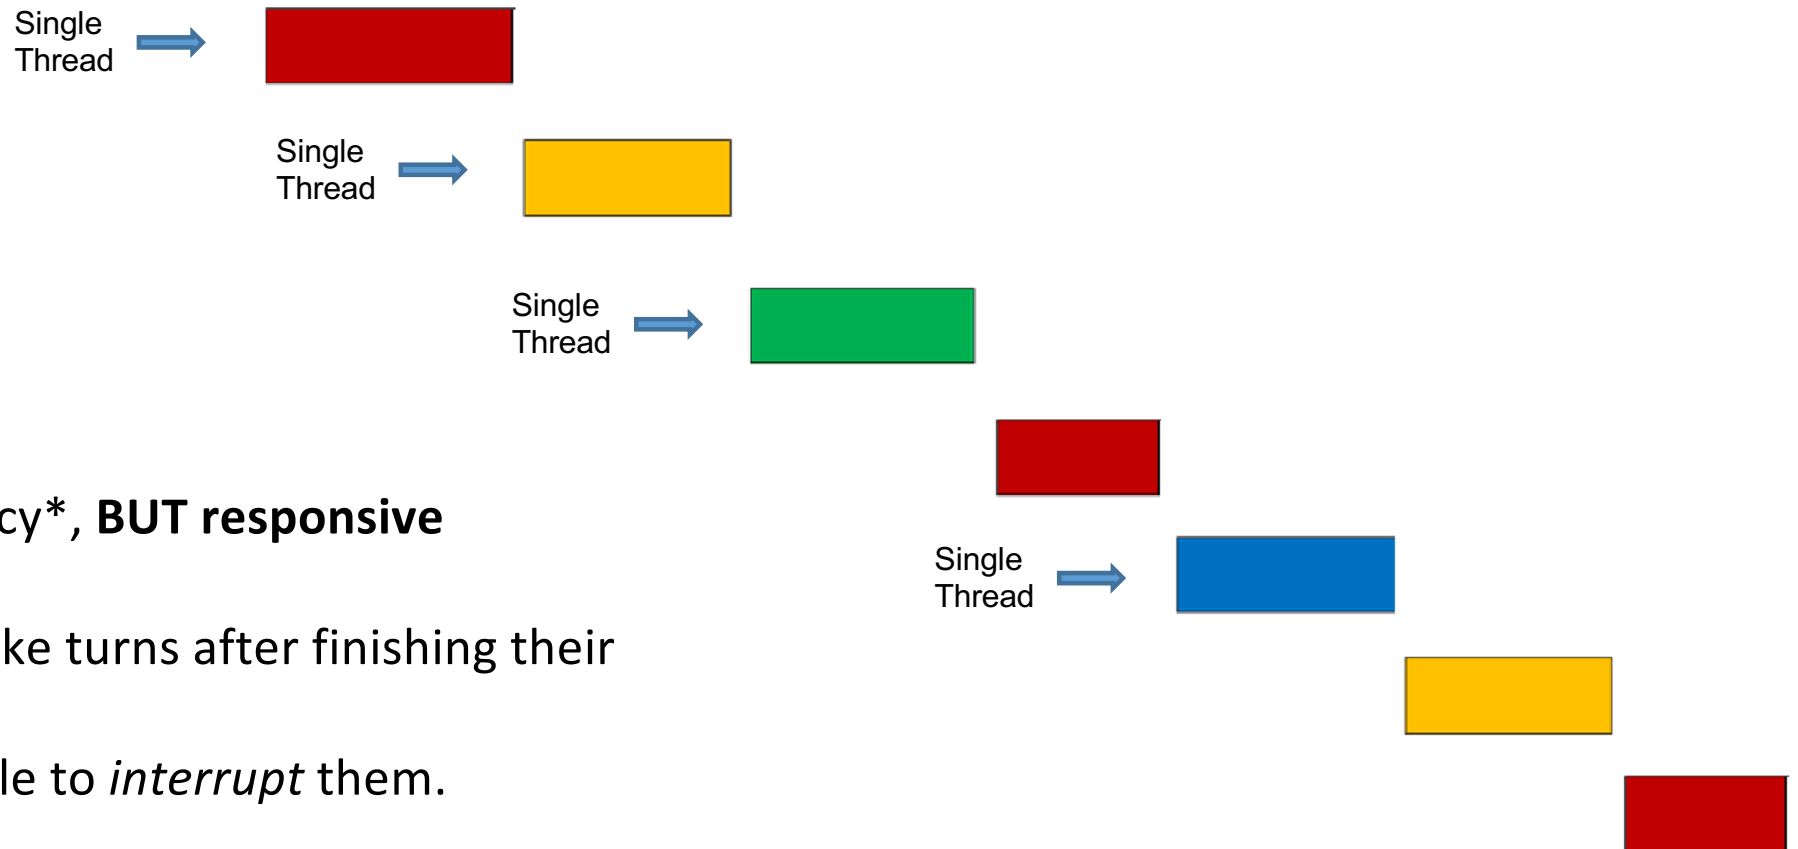 Single
Thread
Single
Thread
Single
Thread
cy*, BUT responsive
Single
Thread
ke turns after finishing their
le to interrupt them.